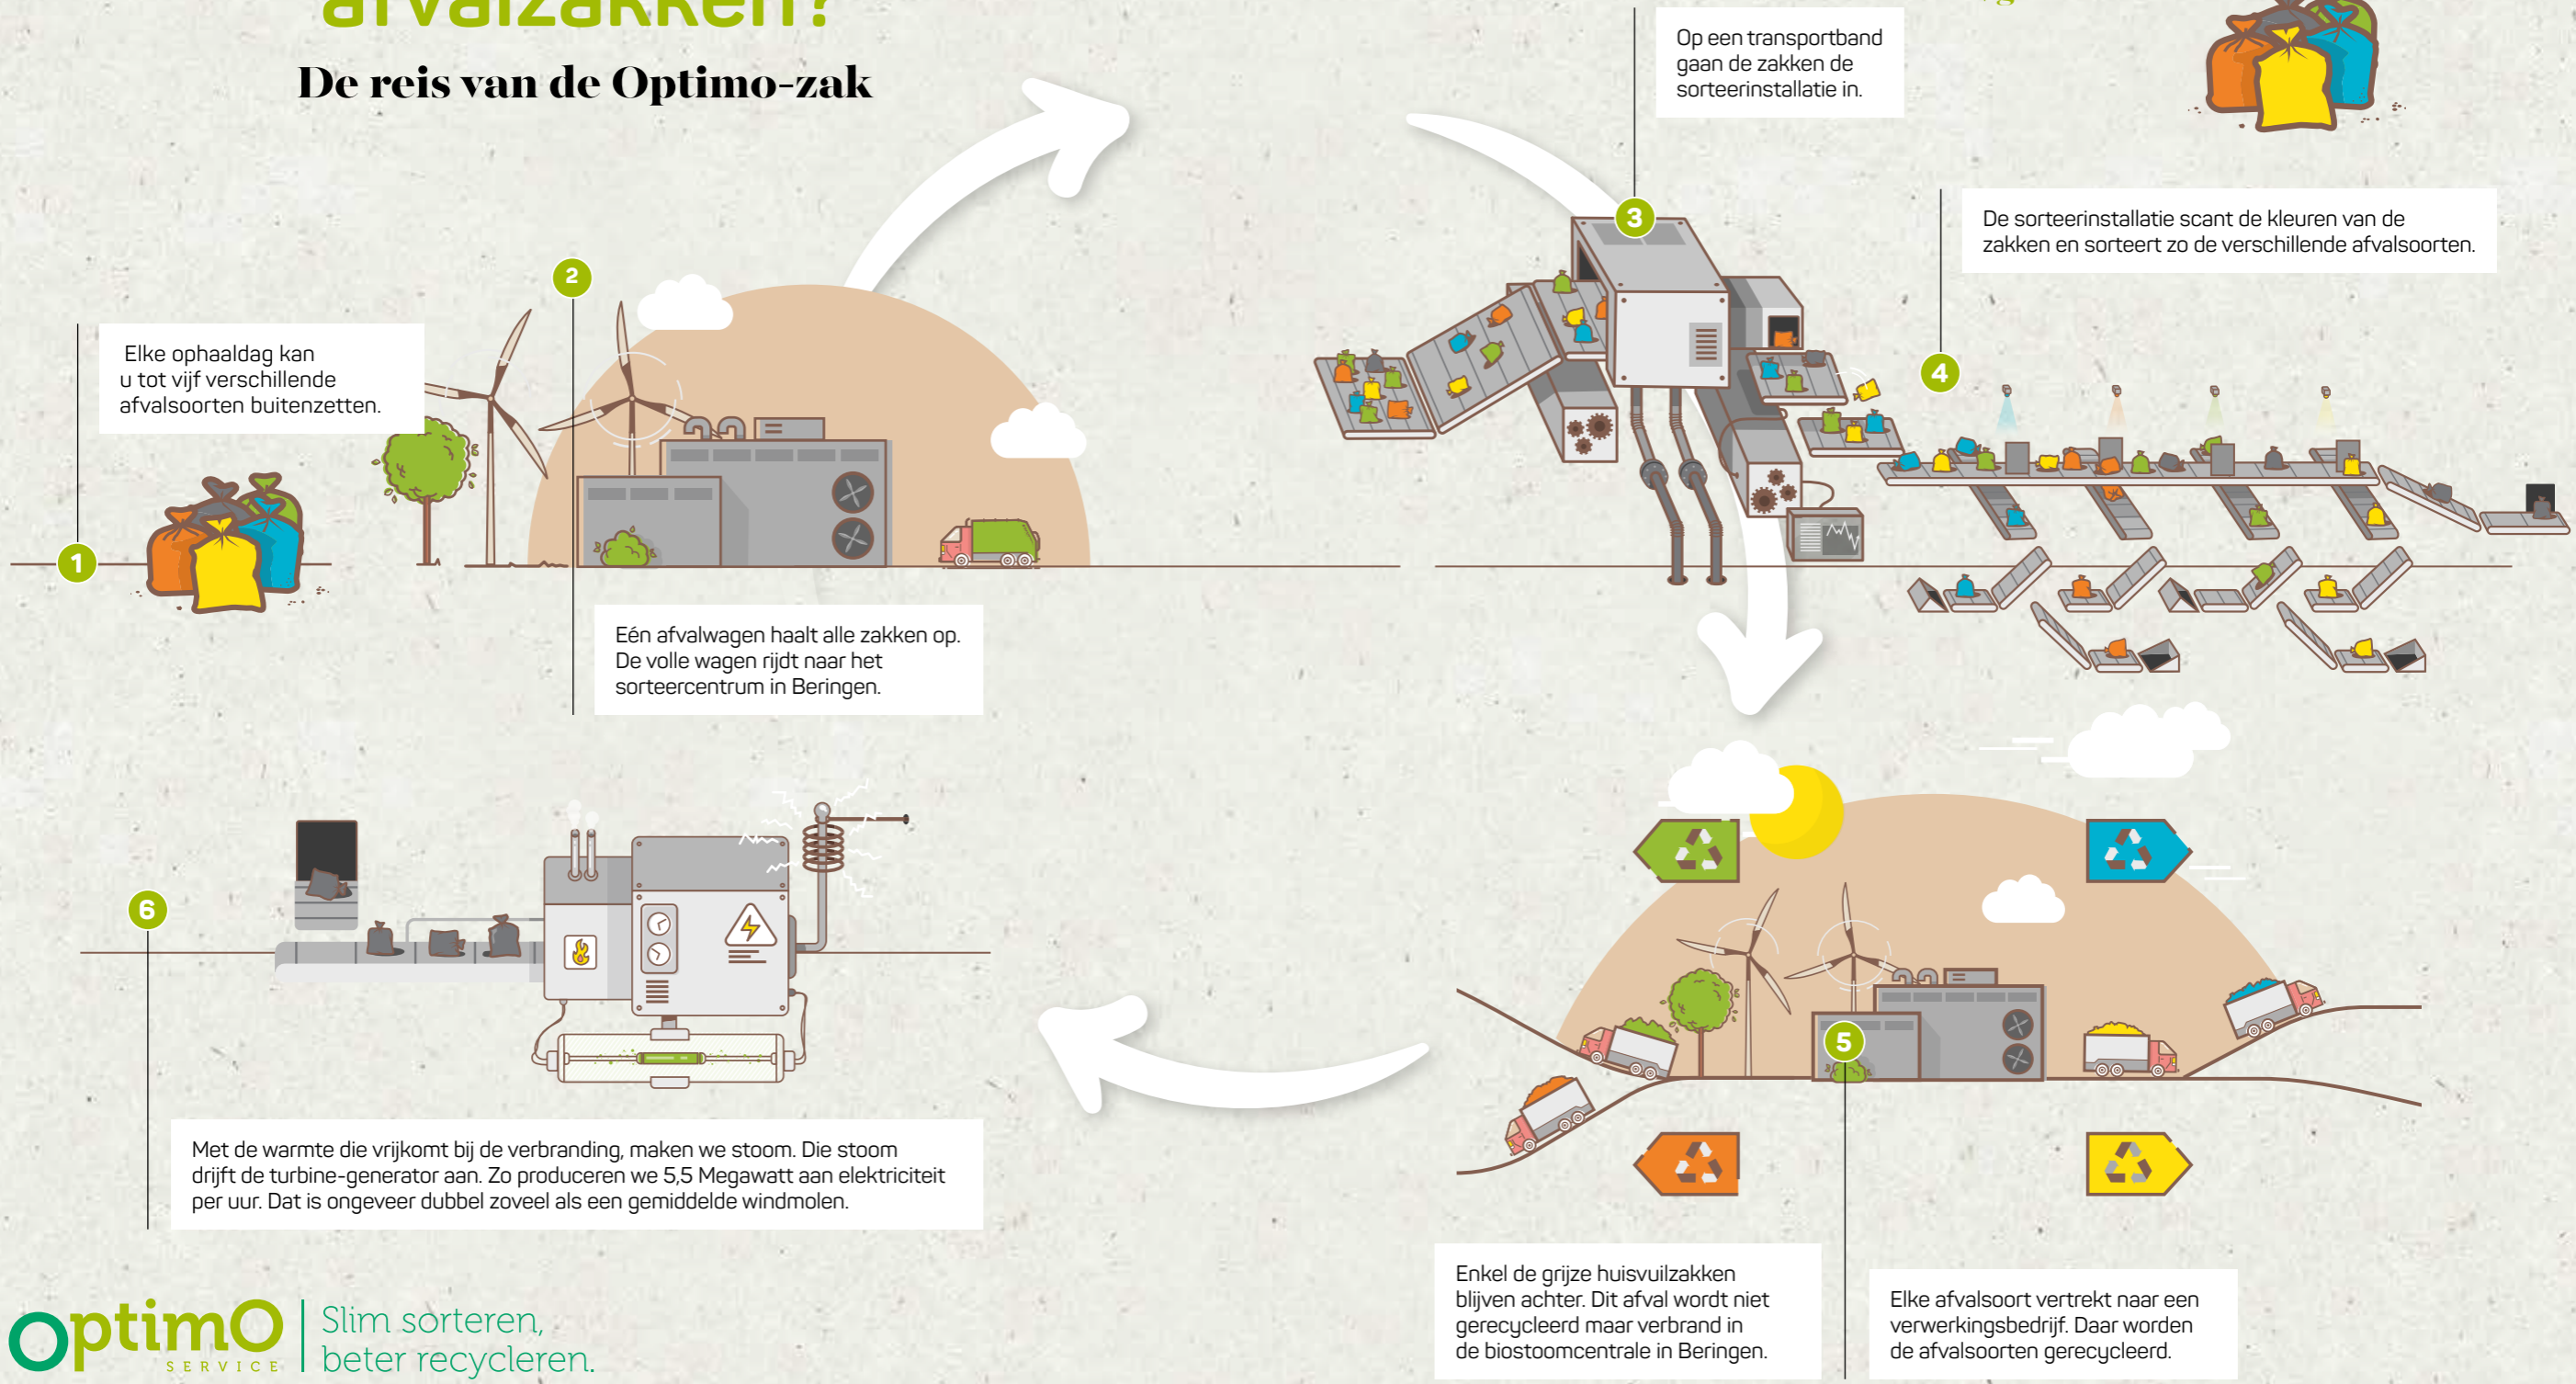 afvalzakken?
De reis van de Optimo-zak
1
Elke ophaaldag kan
u tot vijf verschillende
afvalsoorten buitenzetten.
2
Eén afvalwagen haalt alle zakken op.
De volle wagen rijdt naar het
sorteercentrum in Beringen.
3
Op een transportband
gaan de zakken de
sorteerinstallatie in.
4
De sorteerinstallatie scant de kleuren van de
zakken en sorteert zo de verschillende afvalsoorten.
5
Enkel de grijze huisvuilzakken
blijven achter. Dit afval wordt niet
gerecycleerd maar verbrand in
de biostoomcentrale in Beringen.
Elke afvalsoort vertrekt naar een
verwerkingsbedrijf. Daar worden
de afvalsoorten gerecycleerd.
6
Met de warmte die vrijkomt bij de verbranding, maken we stoom. Die stoom
drijft de turbine-generator aan. Zo produceren we 5,5 Megawatt aan elektriciteit
per uur. Dat is ongeveer dubbel zoveel als een gemiddelde windmolen.
optimo
SERVICE
Slim sorteren,
beter recycleren.